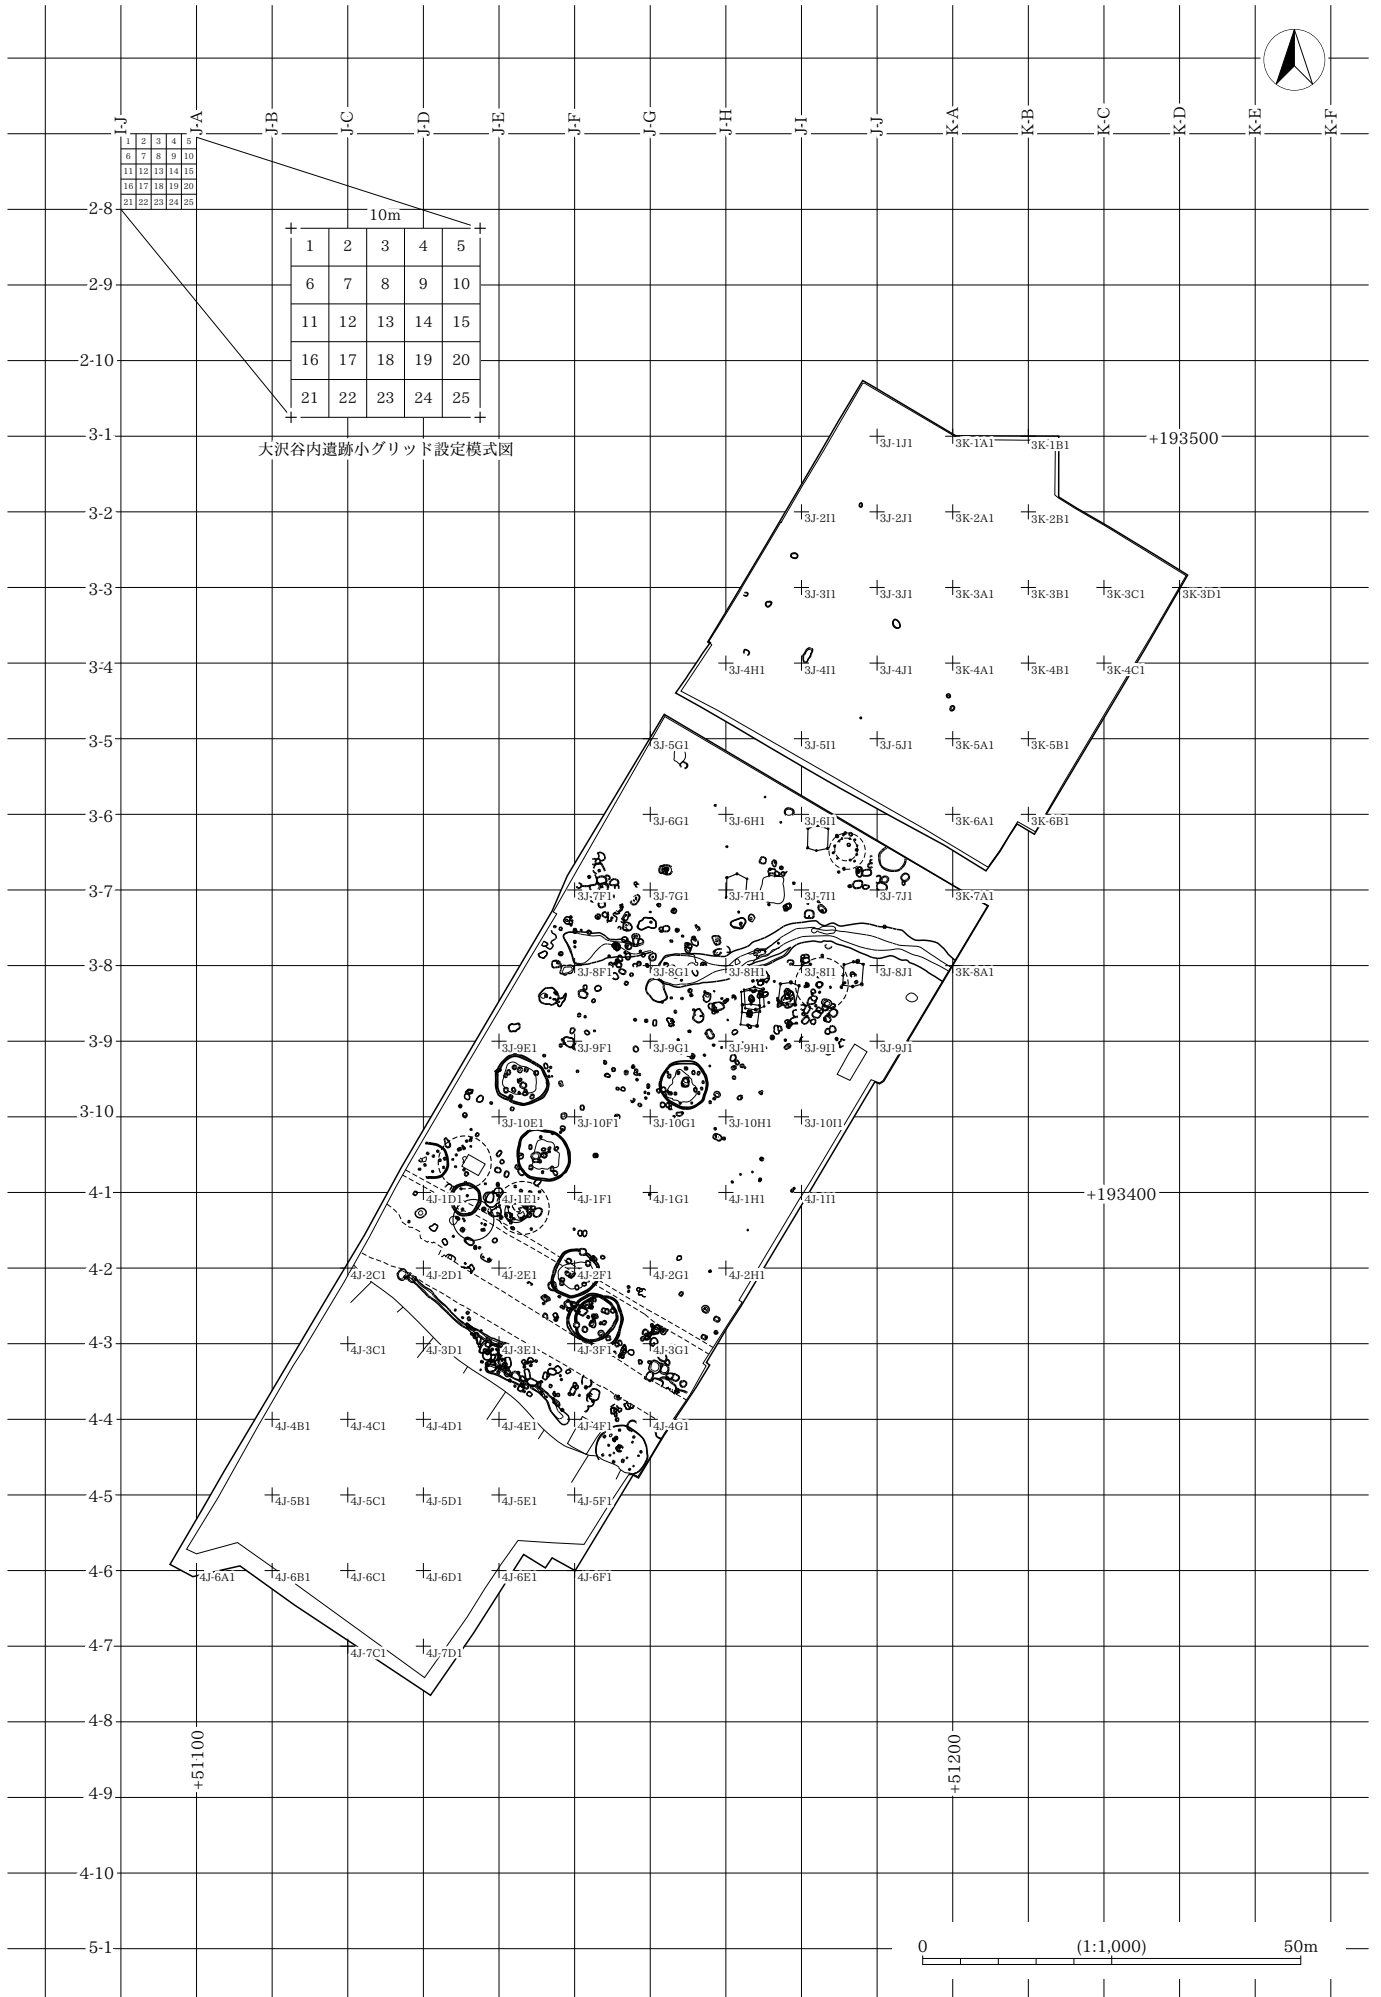 I-J J-A J-B J-C J-D J-E J-F J-G J-H J-I J-J K-A K-B K-C K-D K-E K-F
1 2 3 4 5
6 7 8 9 10
11 12 13 14 15
16 17 18 19 20
21 22 23 24 25
2-8
10m
1 2 3 4 5
2-9
6 7 8 9 10
11 12 13 14 15
2-10
16 17 18 19 20
21 22 23 24 25
大沢谷内遺跡小グリッド設定模式図
3-1
3J-1J1 3K-1A1 3K-1B1 +193500
3-2
3J-2I1 3J-2J1 3K-2A1 3K-2B1
3-3
3J-3I1 3J-3J1 3K-3A1 3K-3B1 3K-3C1 3K-3D1
3-4
3J-4H1 3J-4I1 3J-4J1 3K-4A1 3K-4B1 3K-4C1
3-5
3J-5G1 3J-5I1 3J-5J1 3K-5A1 3K-5B1
3-6
3J-6G1 3J-6H1 3J-6I1 3K-6A1 3K-6B1
3-7
3J-7F1 3J-7G1 3J-7H1 3J-7I1 3J-7J1 3K-7A1
3-8
3J-8F1 3J-8G1 3J-8H1 3J-8I1 3J-8J1 3K-8A1
3-9
3J-9E1 3J-9F1 3J-9G1 3J-9H1 3J-9I1 3J-9J1
3-10
3J-10E1 3J-10F1 3J-10G1 3J-10H1 3J-10I1
4-1
4J-1D1 4J-1E1 4J-1F1 4J-1G1 4J-1H1 4J-1I1 +193400
4-2
4J-2C1 4J-2D1 4J-2E1 4J-2F1 4J-2G1 4J-2H1
4-3
4J-3C1 4J-3D1 4J-3E1 4J-3F1 4J-3G1
4-4
4J-4B1 4J-4C1 4J-4D1 4J-4E1 4J-4F1 4J-4G1
4-5
4J-5B1 4J-5C1 4J-5D1 4J-5E1 4J-5F1
4-6
4J-6A1 4J-6B1 4J-6C1 4J-6D1 4J-6E1 4J-6F1
4-7
4J-7C1 4J-7D1
4-8
+51100 +51200
4-9
4-10
5-1
0 (1:1,000) 50m